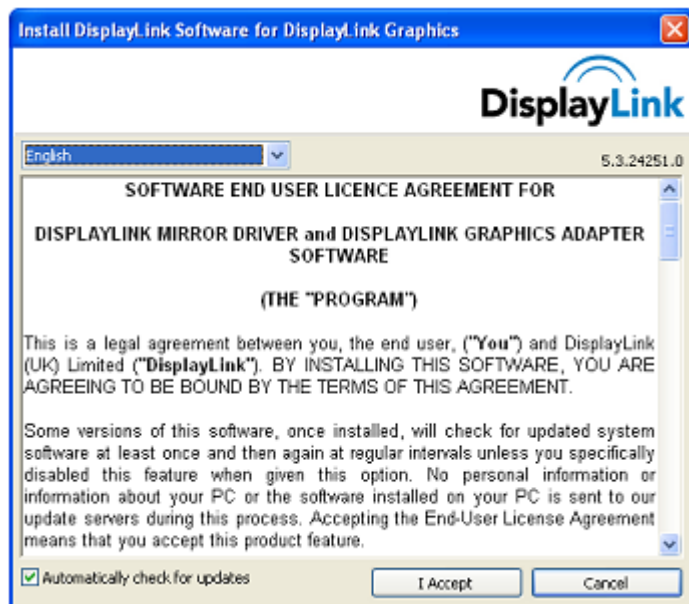 Install DisplayLink Software for DisplayLink Graphics
DisplayLink
English
5.3.24251.0
SOFTWARE END USER LICENCE AGREEMENT FOR
DISPLAYLINK MIRROR DRIVER and DISPLAYLINK GRAPHICS ADAPTER
SOFTWARE
(THE "PROGRAM")
This is a legal agreement between you, the end user, ("You") and DisplayLink
(UK) Limited ("DisplayLink"). BY INSTALLING THIS SOFTWARE, YOU ARE
AGREEING TO BE BOUND BY THE TERMS OF THIS AGREEMENT.
Some versions of this software, once installed, will check for updated system
software at least once and then again at regular intervals unless you specifically
disabled this feature when given this option. No personal information or
information about your PC or the software installed on your PC is sent to our
update servers during this process. Accepting the End-User License Agreement
means that you accept this product feature.
Automatically check for updates
I Accept
Cancel